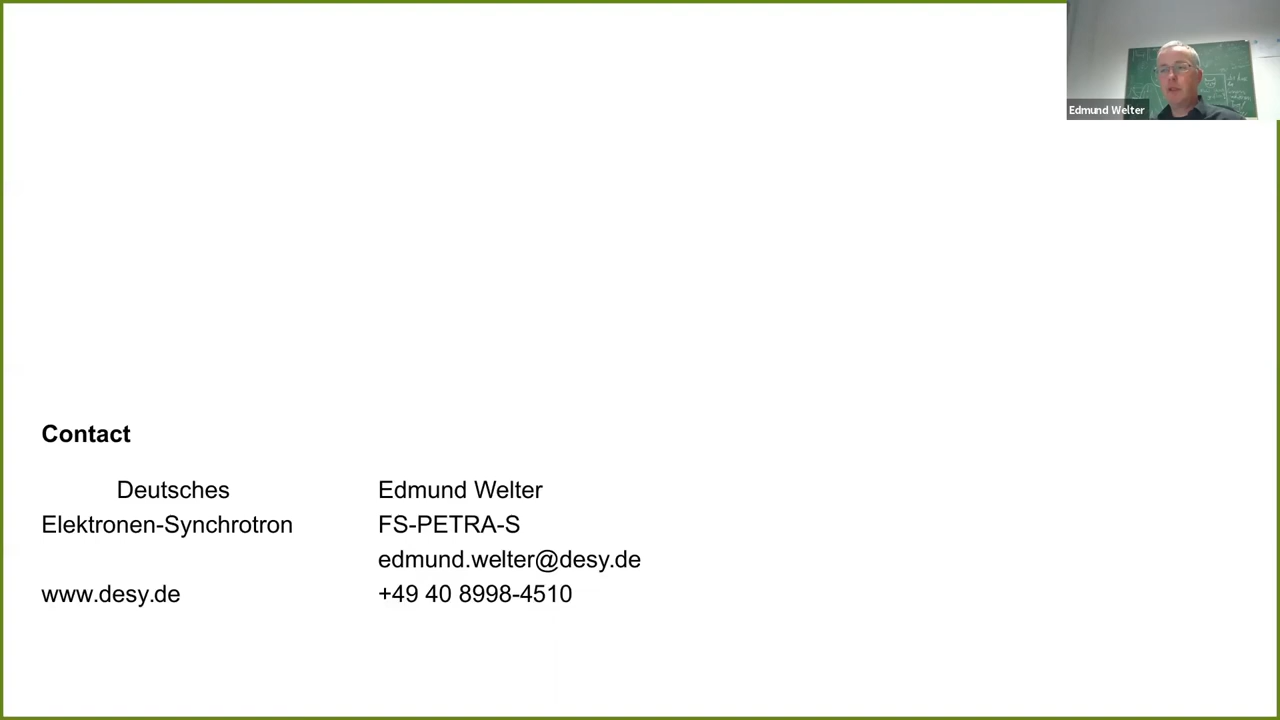 Edmund Welter
Contact
Deutsches
Elektronen-Synchrotron
www.desy.de
Edmund Welter
FS-PETRA-S
edmund.welter@desy.de
+49 40 8998-4510